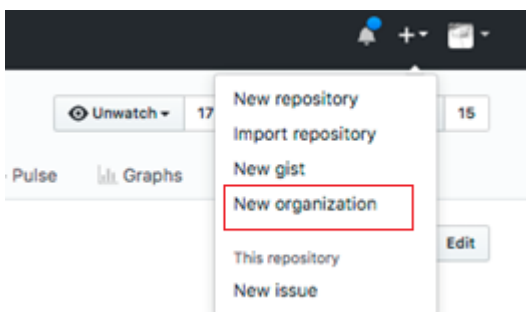 Unwatch 17
15
New repository
Import repository
New gist
New organization
Pulse Graphs
Edit
This repository
New issue